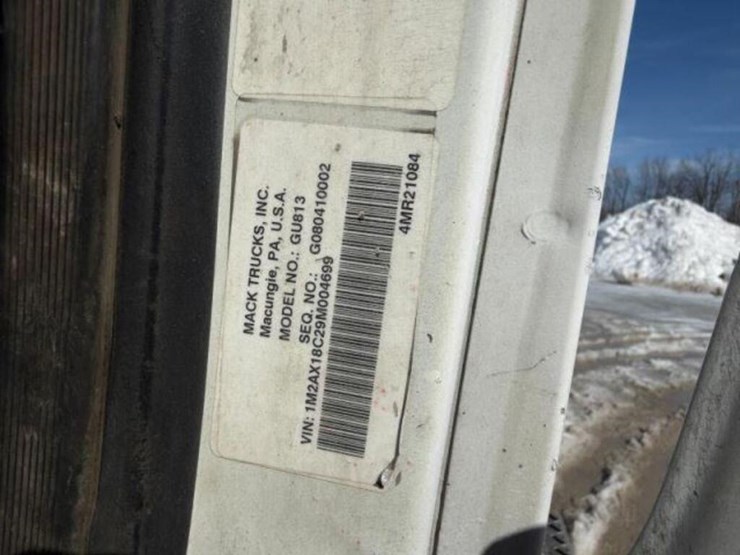 MACK TRUCKS, INC.
Macungie, PA, U.S.A.
MODEL NO.: GU813
SEQ. NO.: G080410002
VIN: 1M2AX18C29M004699
4MR21084